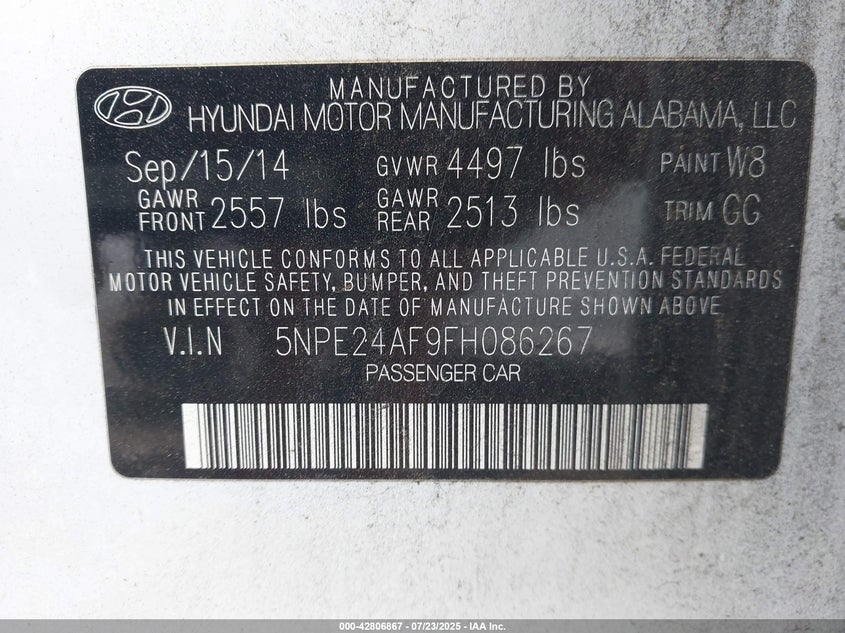 MANUFACTURED BY
HYUNDAI MOTOR MANUFACTURING ALABAMA, LLC
Sep/15/14 GVWR 4497 lbs PAINT W8
GAWR FRONT 2557 lbs GAWR REAR 2513 lbs TRIM GG
THIS VEHICLE CONFORMS TO ALL APPLICABLE U.S.A. FEDERAL
MOTOR VEHICLE SAFETY, BUMPER, AND THEFT PREVENTION STANDARDS
IN EFFECT ON THE DATE OF MANUFACTURE SHOWN ABOVE
V.I.N 5NPE24AF9FH086267
PASSENGER CAR
000-42806867 - 07/23/2025 - IAA Inc.